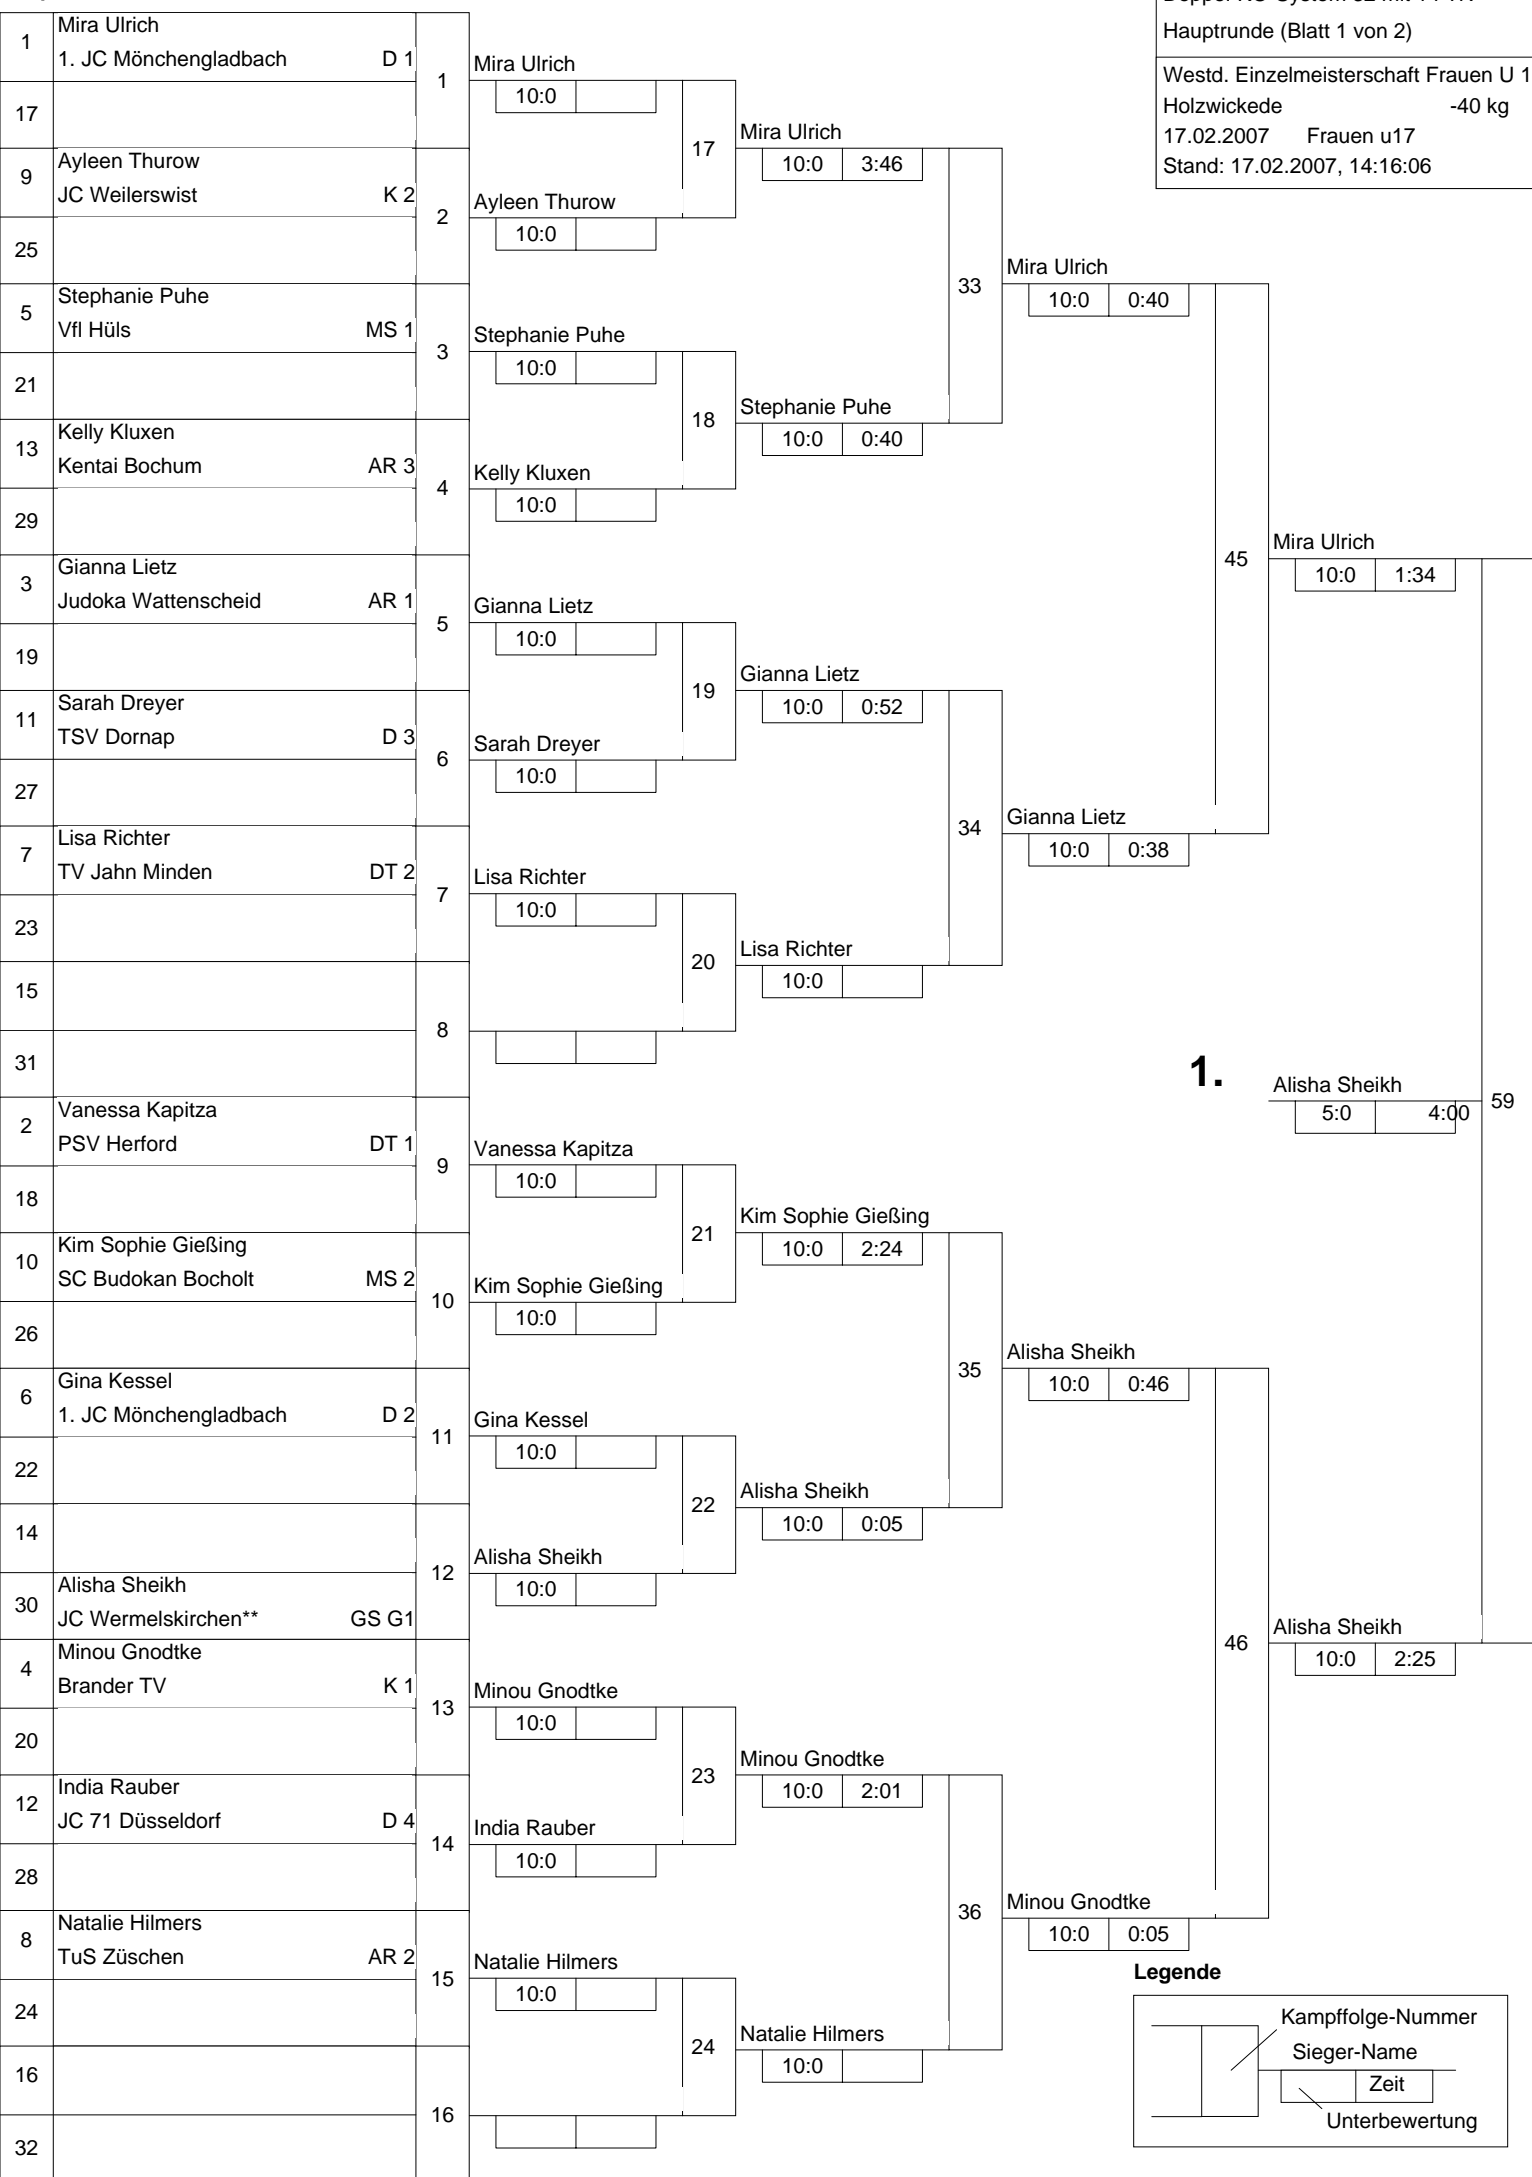 Hauptrunde (Blatt 1 von 2)
Westd. Einzelmeisterschaft Frauen U 1
Holzwickede -40 kg
17.02.2007 Frauen u17
Stand: 17.02.2007, 14:16:06
1 Mira Ulrich
1. JC Mönchengladbach D 1
17
1
9 Ayleen Thurow
JC Weilerswist K 2
25
2
5 Stephanie Puhe
Vfl Hüls MS 1
21
3
13 Kelly Kluxen
Kentai Bochum AR 3
29
4
3 Gianna Lietz
Judoka Wattenscheid AR 1
19
5
11 Sarah Dreyer
TSV Dornap D 3
27
6
7 Lisa Richter
TV Jahn Minden DT 2
23
7
15
31
8
2 Vanessa Kapitza
PSV Herford DT 1
18
9
10 Kim Sophie Gießing
SC Budokan Bocholt MS 2
26
10
6 Gina Kessel
1. JC Mönchengladbach D 2
22
11
14
30 Alisha Sheikh
JC Wermelskirchen** GS G1
12
4 Minou Gnodtke
Brander TV K 1
20
13
12 India Rauber
JC 71 Düsseldorf D 4
28
14
8 Natalie Hilmers
TuS Züschen AR 2
24
15
16
32
16
Mira Ulrich
10:0
17
Ayleen Thurow
10:0
Stephanie Puhe
10:0
18
Kelly Kluxen
10:0
Gianna Lietz
10:0
19
Sarah Dreyer
10:0
Lisa Richter
10:0
20
Vanessa Kapitza
10:0
21
Kim Sophie Gießing
10:0
Gina Kessel
10:0
22
Alisha Sheikh
10:0
Minou Gnodtke
10:0
23
India Rauber
10:0
Natalie Hilmers
10:0
24
Mira Ulrich
10:0 3:46
33
Stephanie Puhe
10:0 0:40
Gianna Lietz
10:0 0:52
34
Lisa Richter
10:0
Kim Sophie Gießing
10:0 2:24
35
Alisha Sheikh
10:0 0:05
Minou Gnodtke
10:0 2:01
36
Natalie Hilmers
10:0
Mira Ulrich
10:0 0:40
45
Gianna Lietz
10:0 0:38
Alisha Sheikh
10:0 0:46
46
Minou Gnodtke
10:0 0:05
Mira Ulrich
10:0 1:34
1. Alisha Sheikh
5:0 4:00
59
Alisha Sheikh
10:0 2:25
Legende
Kampffolge-Nummer
Sieger-Name
Zeit
Unterbewertung